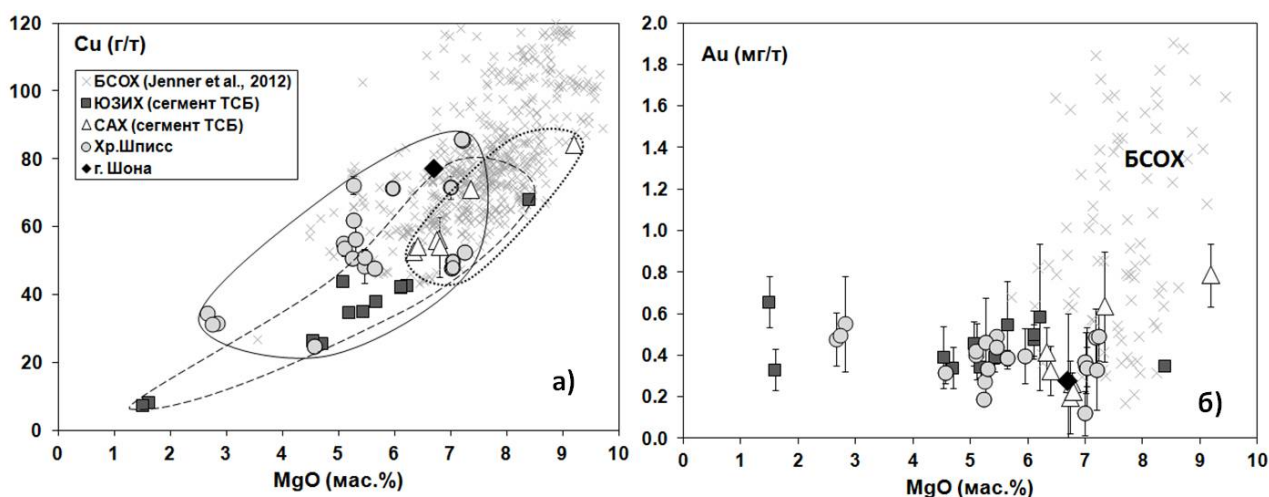 120
100
80
60
40
20
0
Cu (г/т)
БСОХ (Jenner et al., 2012)
ЮЗИХ (сегмент ТСБ)
САХ (сегмент ТСБ)
Хр.Шписс
г. Шона
а)
0 1 2 3 4 5 6 7 8 9 10
MgO (мас.%)
2.0
1.8
1.6
1.4
1.2
1.0
0.8
0.6
0.4
0.2
0.0
Au (мг/т)
БСОХ
б)
0 1 2 3 4 5 6 7 8 9 10
MgO (мас.%)